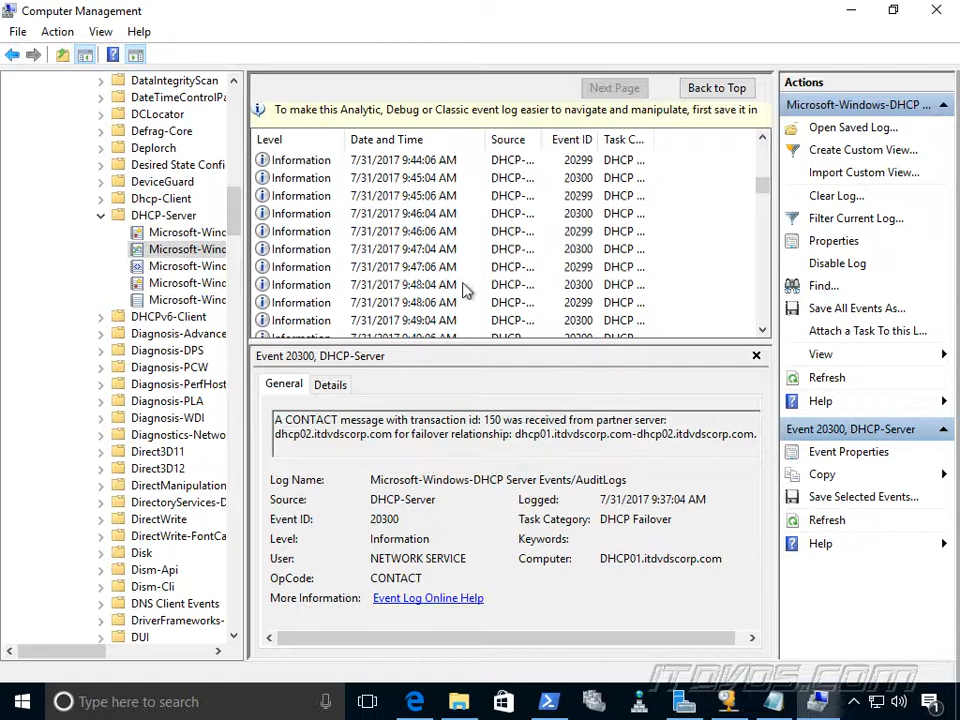 Computer Management
File Action View Help
DataIntegrityScan
DateTimeControlPa
DCLocator
Defrag-Core
Deplorch
Desired State Confi
DeviceGuard
Dhcp-Client
DHCP-Server
Microsoft-Winc
Microsoft-Winc
Microsoft-Winc
Microsoft-Winc
Microsoft-Winc
DHCPv6-Client
Diagnosis-Advance
Diagnosis-DPS
Diagnosis-PCW
Diagnosis-PerfHost
Diagnosis-PLA
Diagnosis-WDI
Diagnostics-Networ
Direct3D11
Direct3D12
DirectManipulation
DirectoryServices-D
DirectWrite
DirectWrite-FontCa
Disk
Dism-Api
Dism-Cli
DNS Client Events
DriverFrameworks-
DUI
Next Page Back to Top
To make this Analytic, Debug or Classic event log easier to navigate and manipulate, first save it in
Level Date and Time Source Event ID Task C...
Information 7/31/2017 9:44:06 AM DHCP-... 20299 DHCP ...
Information 7/31/2017 9:45:04 AM DHCP-... 20300 DHCP ...
Information 7/31/2017 9:45:06 AM DHCP-... 20299 DHCP ...
Information 7/31/2017 9:46:04 AM DHCP-... 20300 DHCP ...
Information 7/31/2017 9:46:06 AM DHCP-... 20299 DHCP ...
Information 7/31/2017 9:47:04 AM DHCP-... 20300 DHCP ...
Information 7/31/2017 9:47:06 AM DHCP-... 20299 DHCP ...
Information 7/31/2017 9:48:04 AM DHCP-... 20300 DHCP ...
Information 7/31/2017 9:48:06 AM DHCP-... 20299 DHCP ...
Information 7/31/2017 9:49:04 AM DHCP-... 20300 DHCP ...
Event 20300, DHCP-Server
General Details
A CONTACT message with transaction id: 150 was received from partner server:
dhcp02.itdvdscorp.com for failover relationship: dhcp01.itdvdscorp.com-dhcp02.itdvdscorp.com.
Log Name: Microsoft-Windows-DHCP Server Events/AuditLogs
Source: DHCP-Server Logged: 7/31/2017 9:37:04 AM
Event ID: 20300 Task Category: DHCP Failover
Level: Information Keywords:
User: NETWORK SERVICE Computer: DHCP01.itdvdscorp.com
OpCode: CONTACT
More Information: Event Log Online Help
Actions
Microsoft-Windows-DHCP ...
Open Saved Log...
Create Custom View...
Import Custom View...
Clear Log...
Filter Current Log...
Properties
Disable Log
Find...
Save All Events As...
Attach a Task To this L...
View
Refresh
Help
Event 20300, DHCP-Server
Event Properties
Copy
Save Selected Events...
Refresh
Help
ITDVDS.COM
Type here to search
1